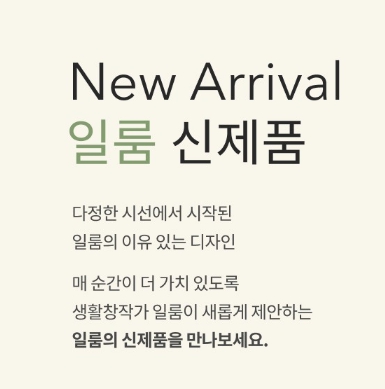 New Arrival
일룸 신제품
다정한 시선에서 시작된
일룸의 이유 있는 디자인
매 순간이 더 가치 있도록
생활창작가 일룸이 새롭게 제안하는
일룸의 신제품을 만나보세요.